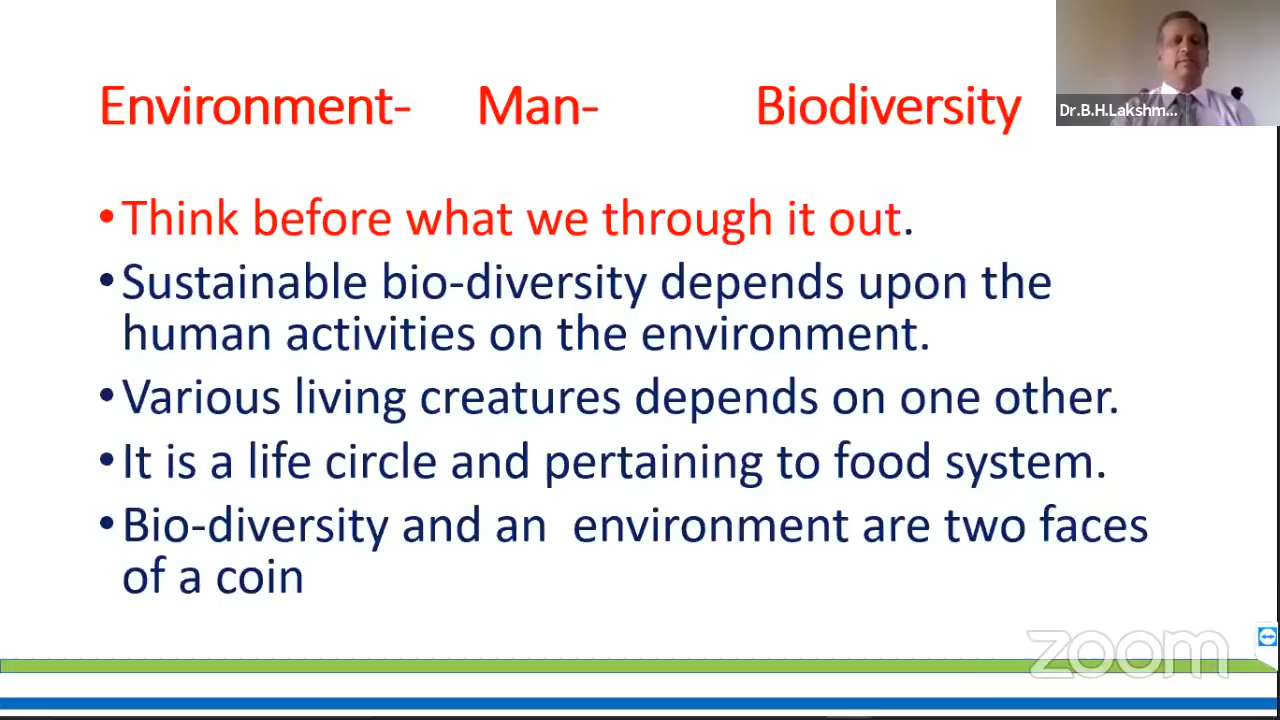 Environment- Man- Biodiversity
Dr.B.H.Lakshm...
•Think before what we through it out.
•Sustainable bio-diversity depends upon the
human activities on the environment.
•Various living creatures depends on one other.
•It is a life circle and pertaining to food system.
•Bio-diversity and an environment are two faces
of a coin
zoom